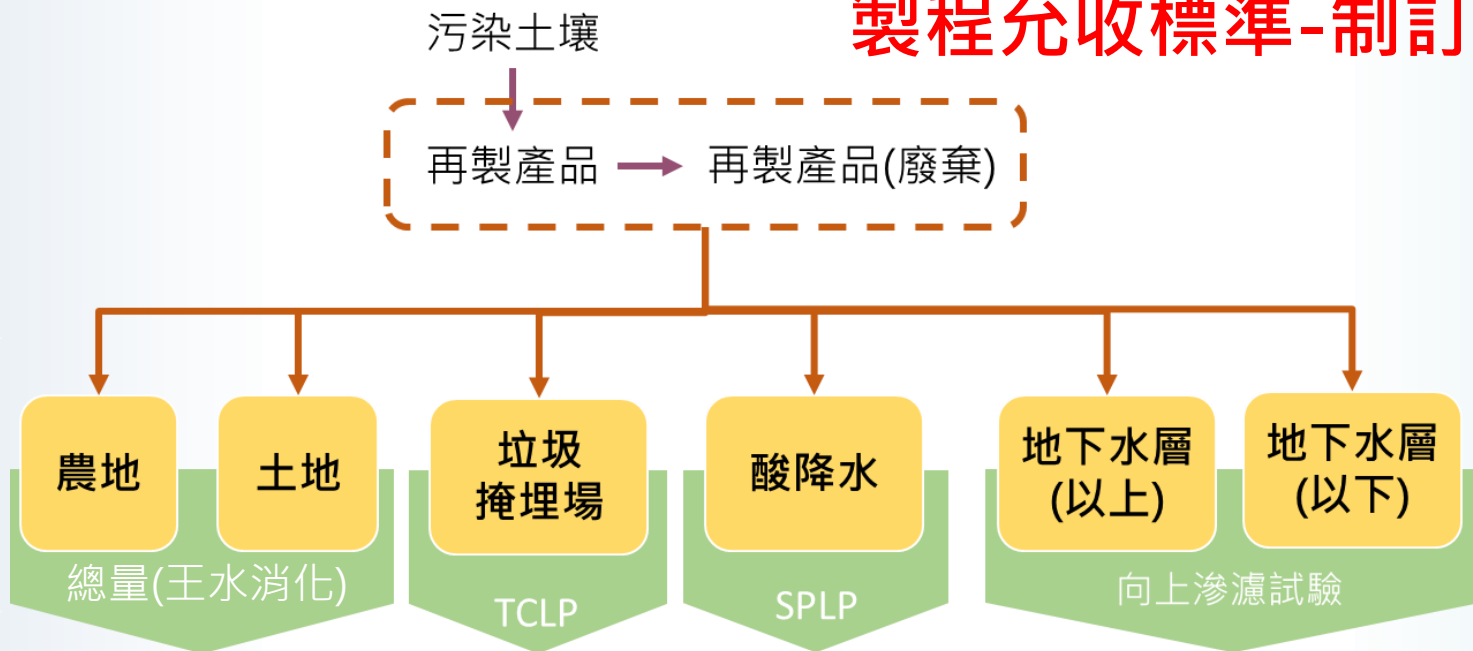 製程允收標準-制訂
污染土壤
再製產品
再製產品(廢棄)
農地
土地
垃圾
掩埋場
酸降水
地下水層
(以上)
地下水層
(以下)
總量(王水消化)
TCLP
SPLP
向上滲濾試驗